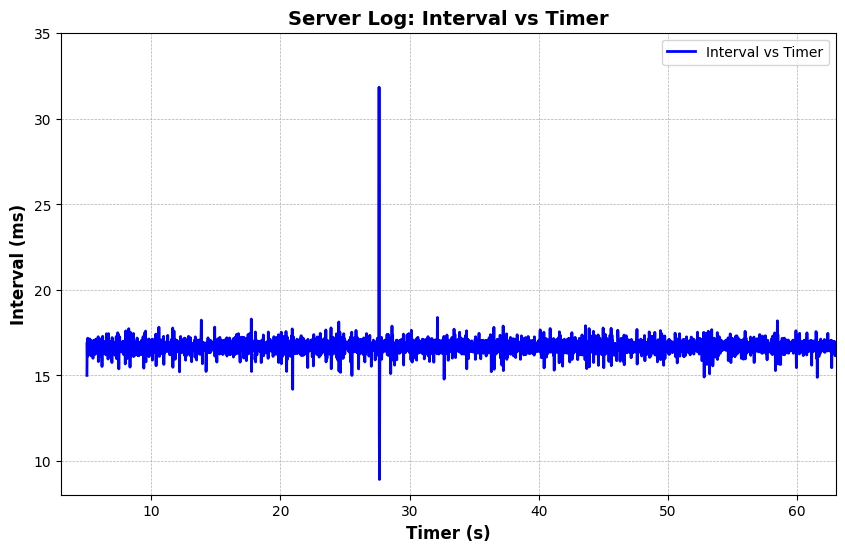 Server Log: Interval vs Timer
Interval vs Timer
35
30
25
20
15
10
Interval (ms)
10 20 30 40 50 60
Timer (s)